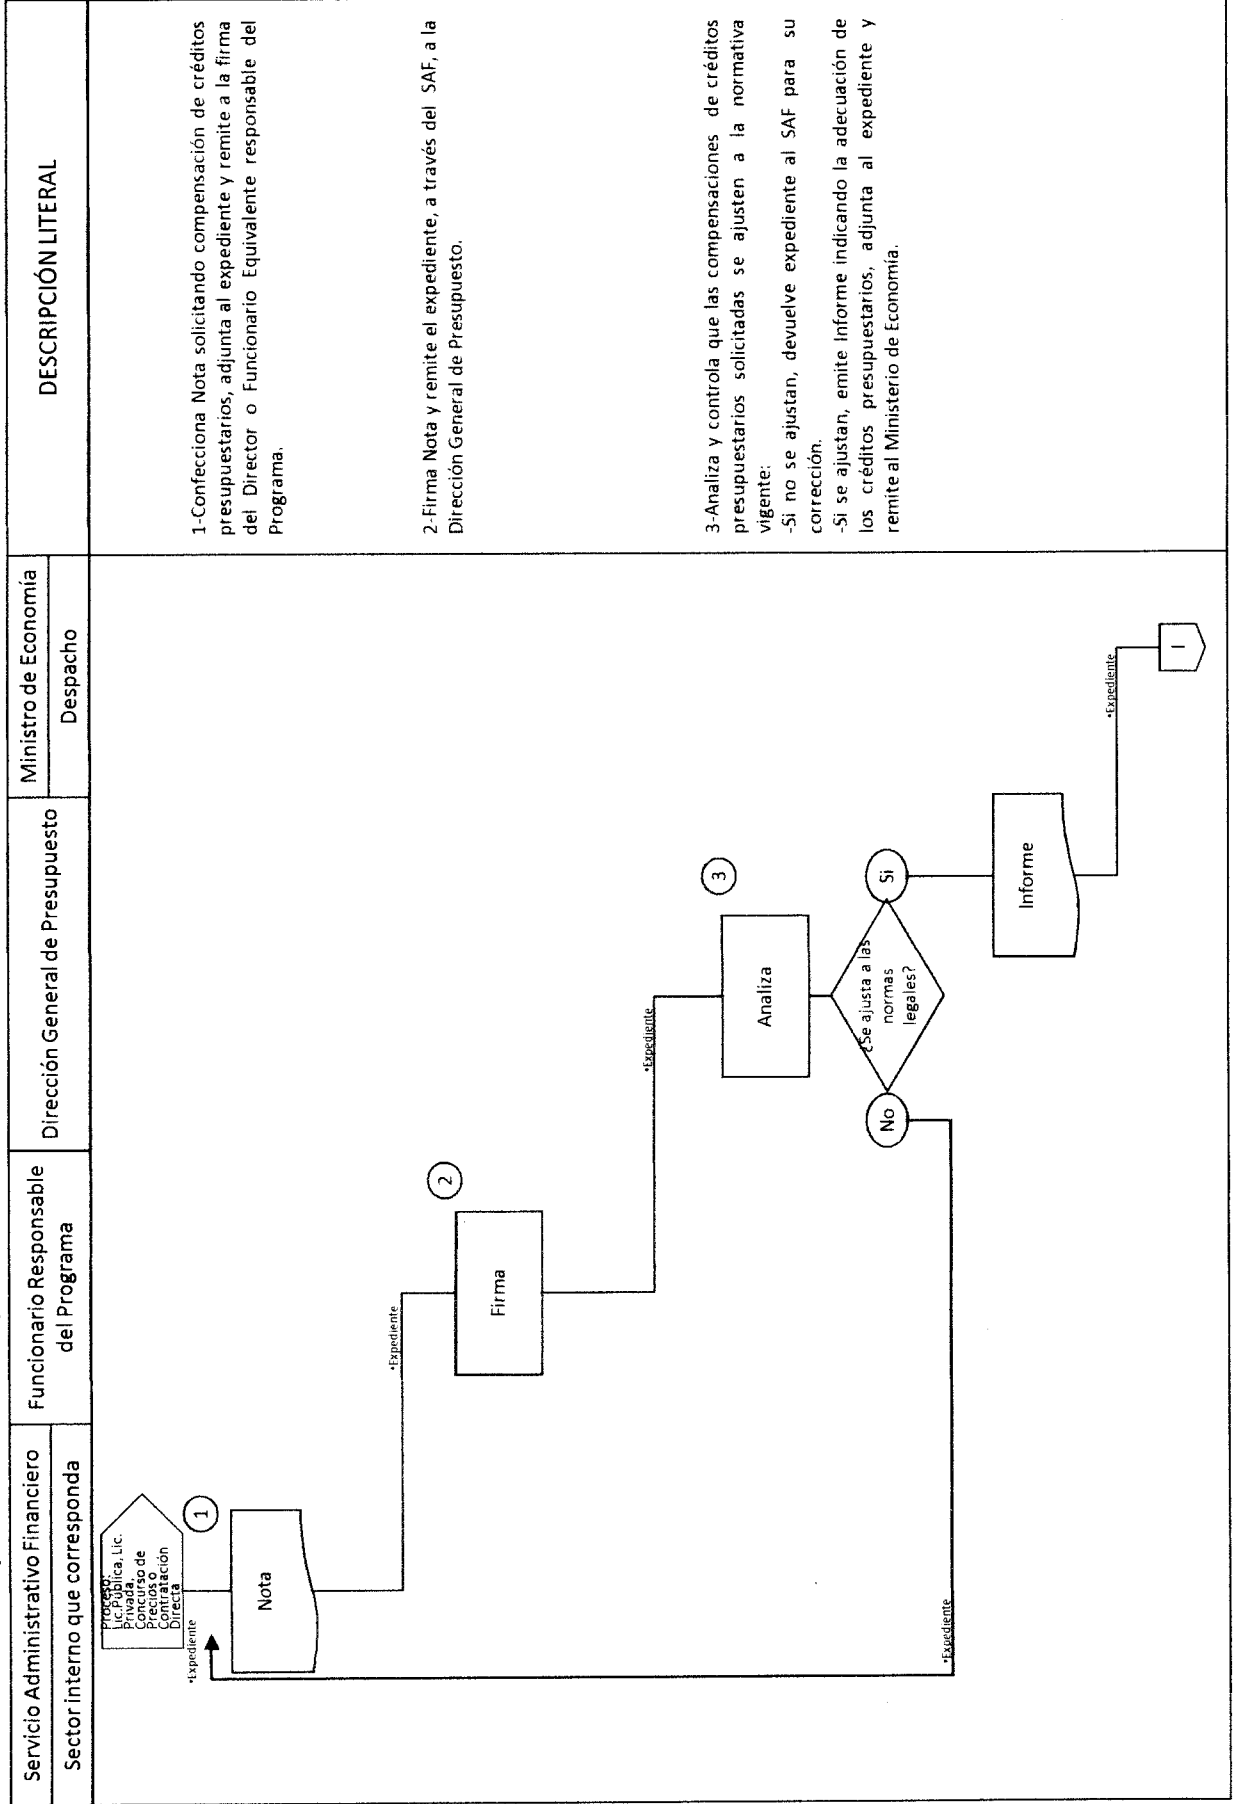 Servicio Administrativo Financiero
Sector interno que corresponda
Funcionario Responsable
del Programa
Dirección General de Presupuesto
Ministro de Economía
Despacho
DESCRIPCIÓN LITERAL
Proceso:
Lic.Pública, Lic.
Privada,
Concurso de
Precios o
Contratación
Directa
•Expediente
1
Nota
•Expediente
2
Firma
•Expediente
3
Analiza
¿Se ajusta a las
normas
legales?
No
Si
•Expediente
Informe
•Expediente
I
1-Confecciona Nota solicitando compensación de créditos
presupuestarios, adjunta al expediente y remite a la firma
del Director o Funcionario Equivalente responsable del
Programa.
2-Firma Nota y remite el expediente, a través del SAF, a la
Dirección General de Presupuesto.
3-Analiza y controla que las compensaciones de créditos
presupuestarios solicitadas se ajusten a la normativa
vigente:
-Si no se ajustan, devuelve expediente al SAF para su
corrección.
-Si se ajustan, emite Informe indicando la adecuación de
los créditos presupuestarios, adjunta al expediente y
remite al Ministerio de Economía.